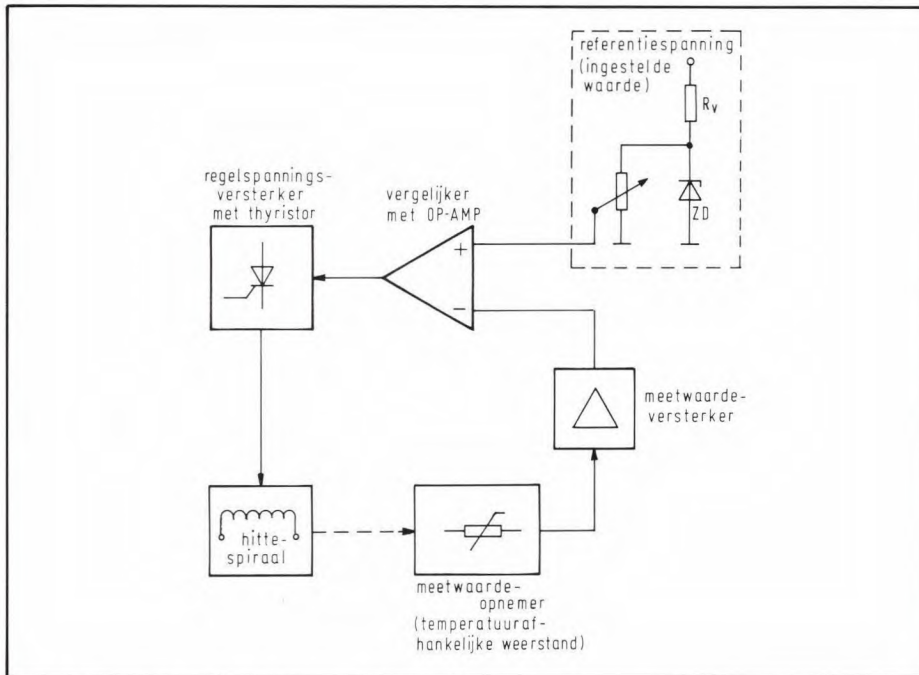 referentiespanning
(ingestelde
waarde)
Rv
ZD
regelspannings-
versterker
met thyristor
vergelijker
met OP-AMP
+
−
meetwaarde-
versterker
hitte-
spiraal
meetwaarde-
opnemer
(temperatuuraf-
hankelijke weerstand)